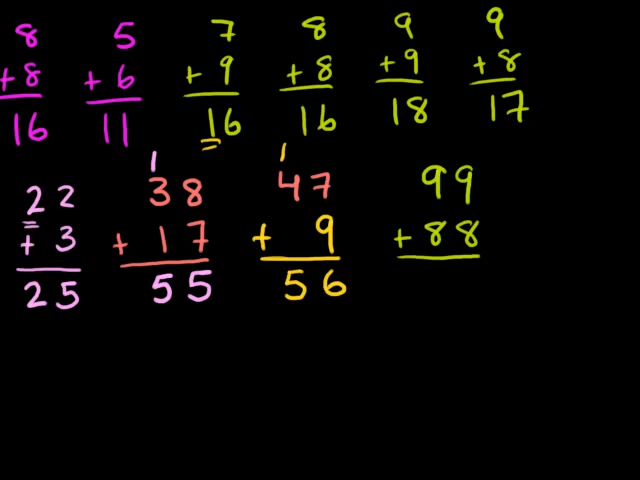 8 5 7 8 9 9
+8 +6 +9 +8 +9 +8
16 11 16 16 18 17
1 1
22 38 47 99
+3 +17 +9 +88
25 55 56